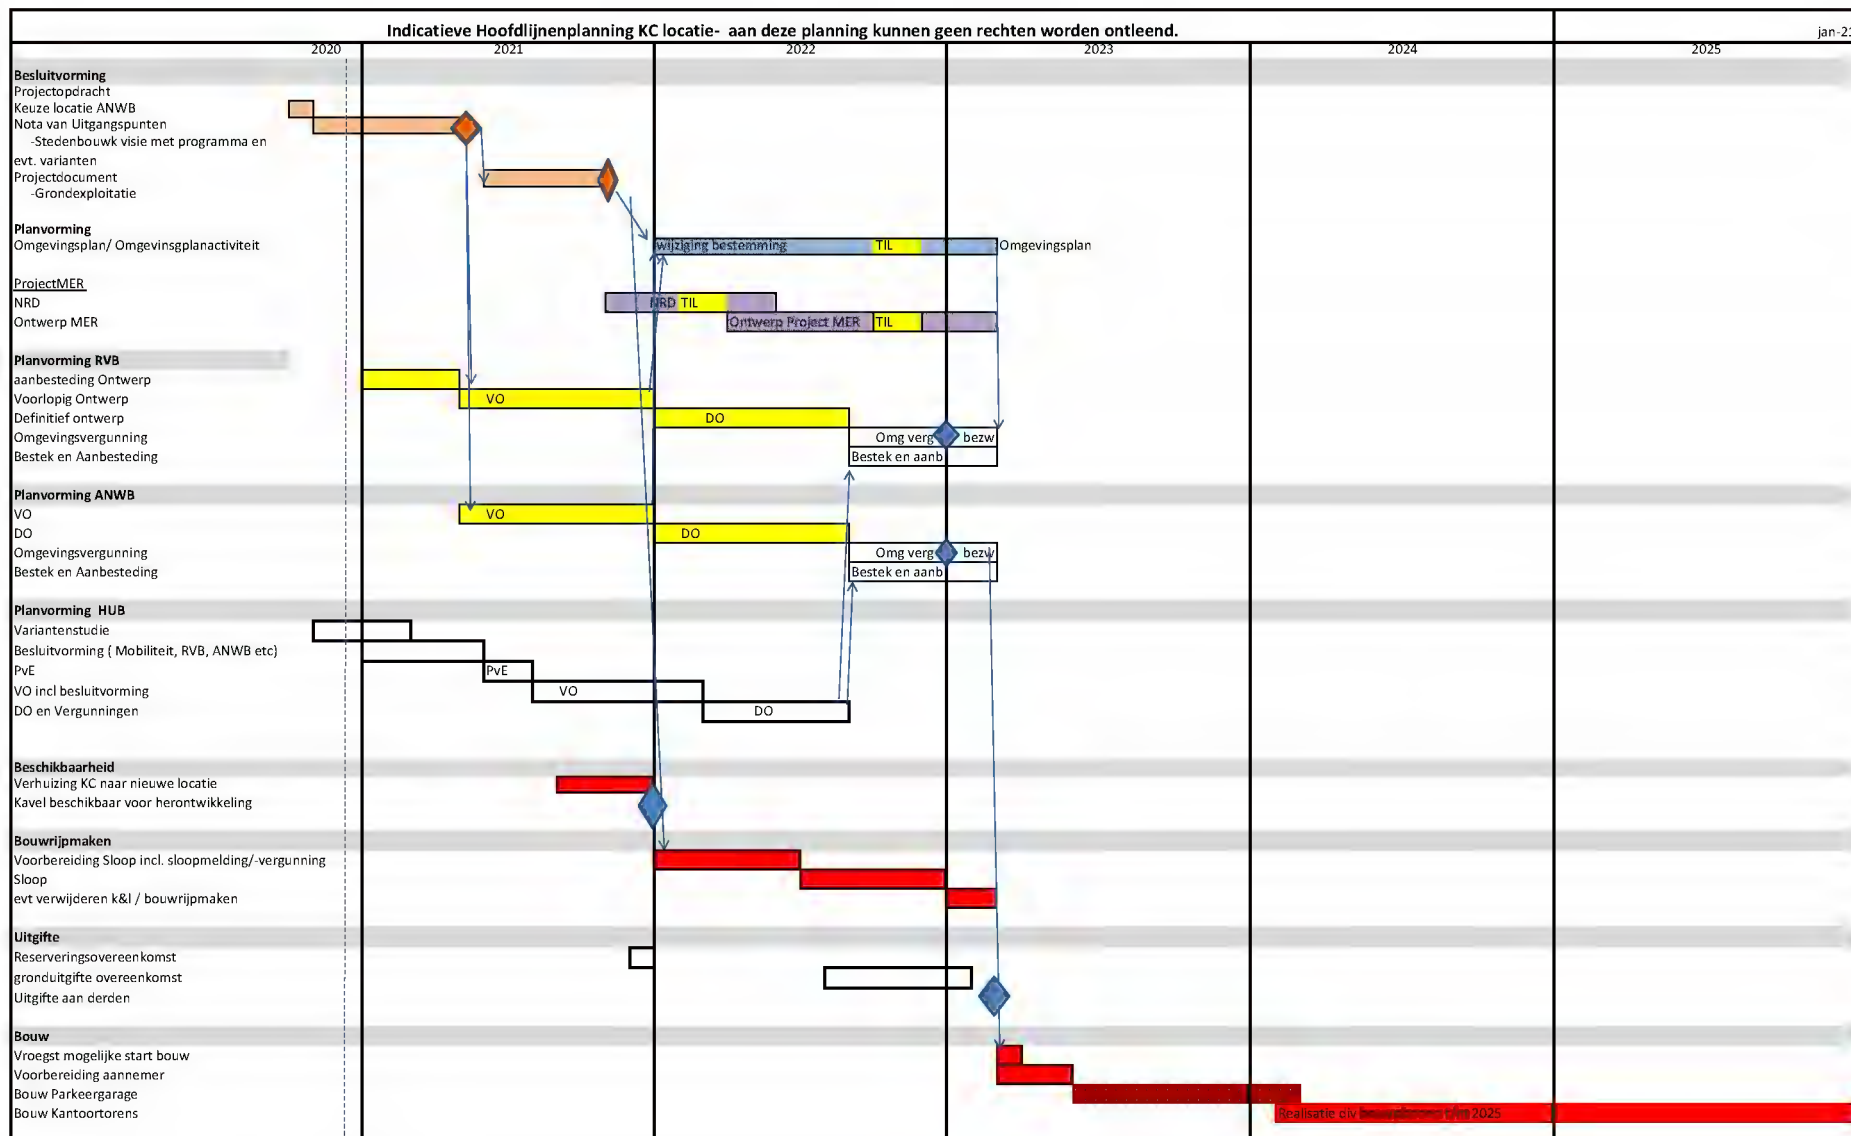 Indicatieve Hoofdlijnenplanning KC locatie- aan deze planning kunnen geen rechten worden ontleend.
jan-21
2020 2021 2022 2023 2024 2025
Besluitvorming
Projectopdracht
Keuze locatie ANWB
Nota van Uitgangspunten
-Stedenbouwk visie met programma en
evt. varianten
Projectdocument
-Grondexploitatie
Planvorming
Omgevingsplan/ Omgevinsgplanactiviteit wijziging bestemming TIL Omgevingsplan
ProjectMER
NRD NRD TIL
Ontwerp MER Ontwerp Project MER TIL
Planvorming RVB
aanbesteding Ontwerp
Voorlopig Ontwerp VO
Definitief ontwerp DO
Omgevingsvergunning Omg verg bezw
Bestek en Aanbesteding Bestek en aanb
Planvorming ANWB
VO VO
DO DO
Omgevingsvergunning Omg verg bezw
Bestek en Aanbesteding Bestek en aanb
Planvorming HUB
Variantenstudie
Besluitvorming ( Mobiliteit, RVB, ANWB etc)
PvE PvE
VO incl besluitvorming VO
DO en Vergunningen DO
Beschikbaarheid
Verhuizing KC naar nieuwe locatie
Kavel beschikbaar voor herontwikkeling
Bouwrijpmaken
Voorbereiding Sloop incl. sloopmelding/-vergunning
Sloop
evt verwijderen k&l / bouwrijpmaken
Uitgifte
Reserveringsovereenkomst
gronduitgifte overeenkomst
Uitgifte aan derden
Bouw
Vroegst mogelijke start bouw
Voorbereiding aannemer
Bouw Parkeergarage
Bouw Kantoortorens Realisatie div t/m 2025